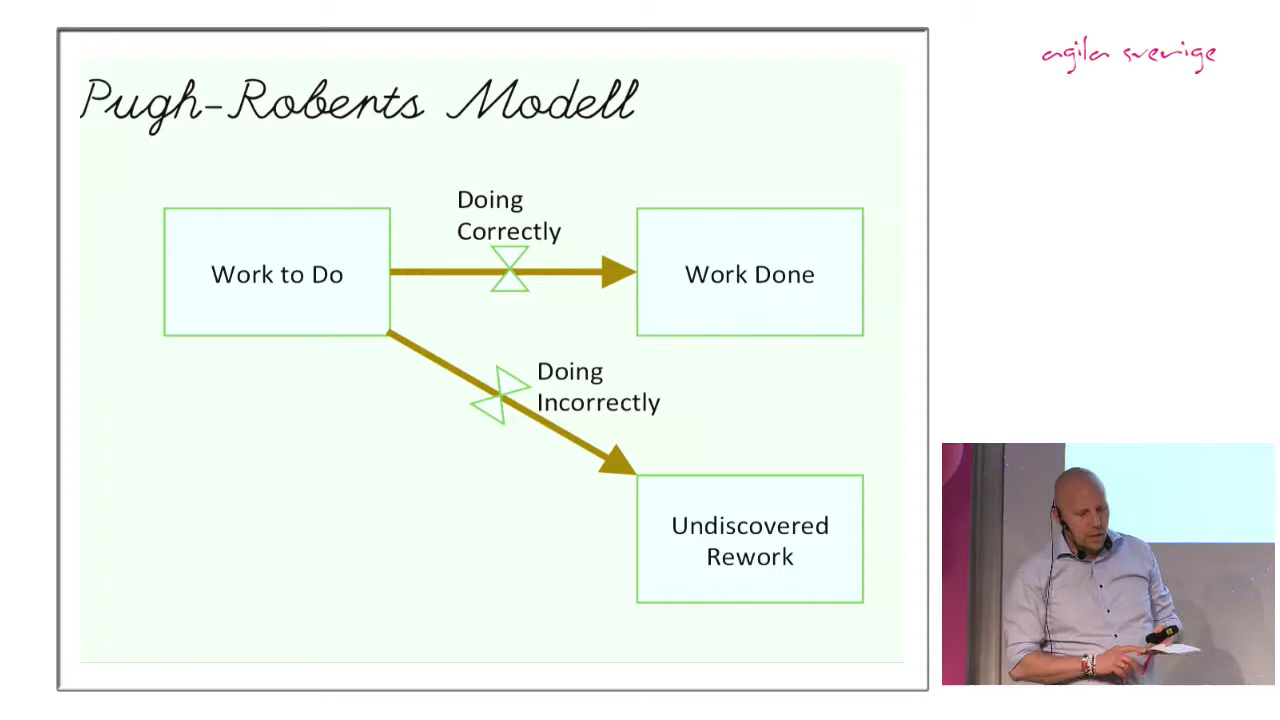 agila sverige
Pugh-Roberts Modell
Doing
Correctly
Work to Do
Work Done
Doing
Incorrectly
Undiscovered
Rework